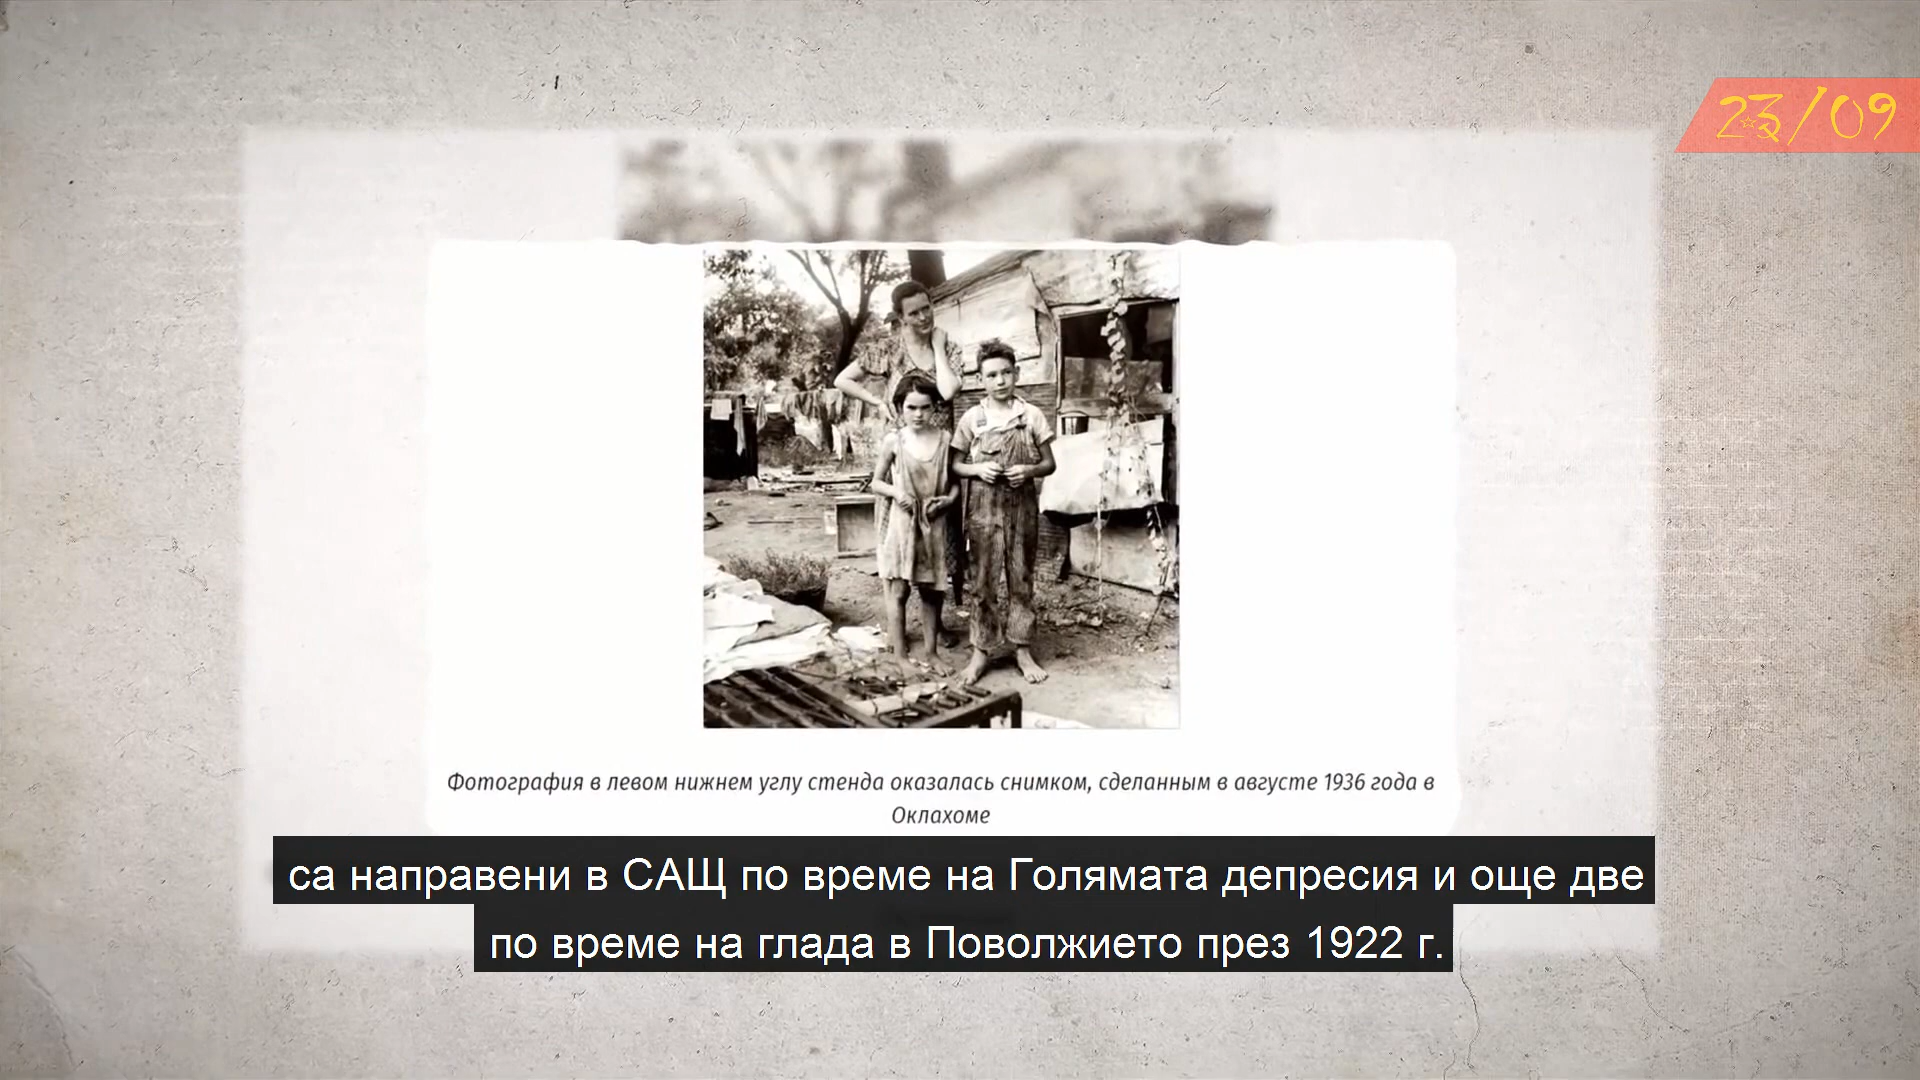 23/09
Фотография в левом нижнем углу стенда оказалась снимком, сделанным в августе 1936 года в
Оклахоме
са направени в САЩ по време на Голямата депресия и още две
по време на глада в Поволжието през 1922 г.